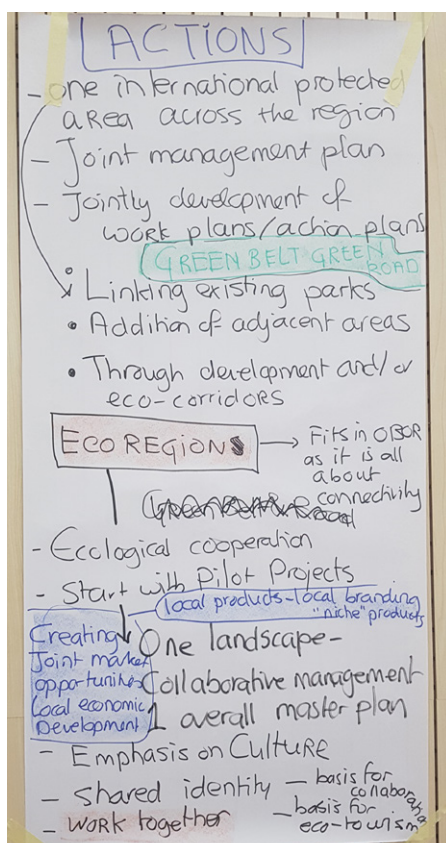 ACTIONS
- one international protected
area across the region
- Joint management plan
- Jointly development of
work plans/action plans
GREEN BELT GREEN
ROAD
• Linking existing parks
• Addition of adjacent areas
• Through development and/or
eco-corridors
ECO REGIONS
→ Fits in OBOR
as it is all
about
connectivity
- Ecological cooperation
- Start with Pilot Projects
local products - local branding
"niche" products
Creating
Joint market
opportunities
Local economic
Development
One landscape -
Collaborative management
1 overall master plan
- Emphasis on Culture
- shared identity
- basis for
- work together
- basis for
eco-tourism